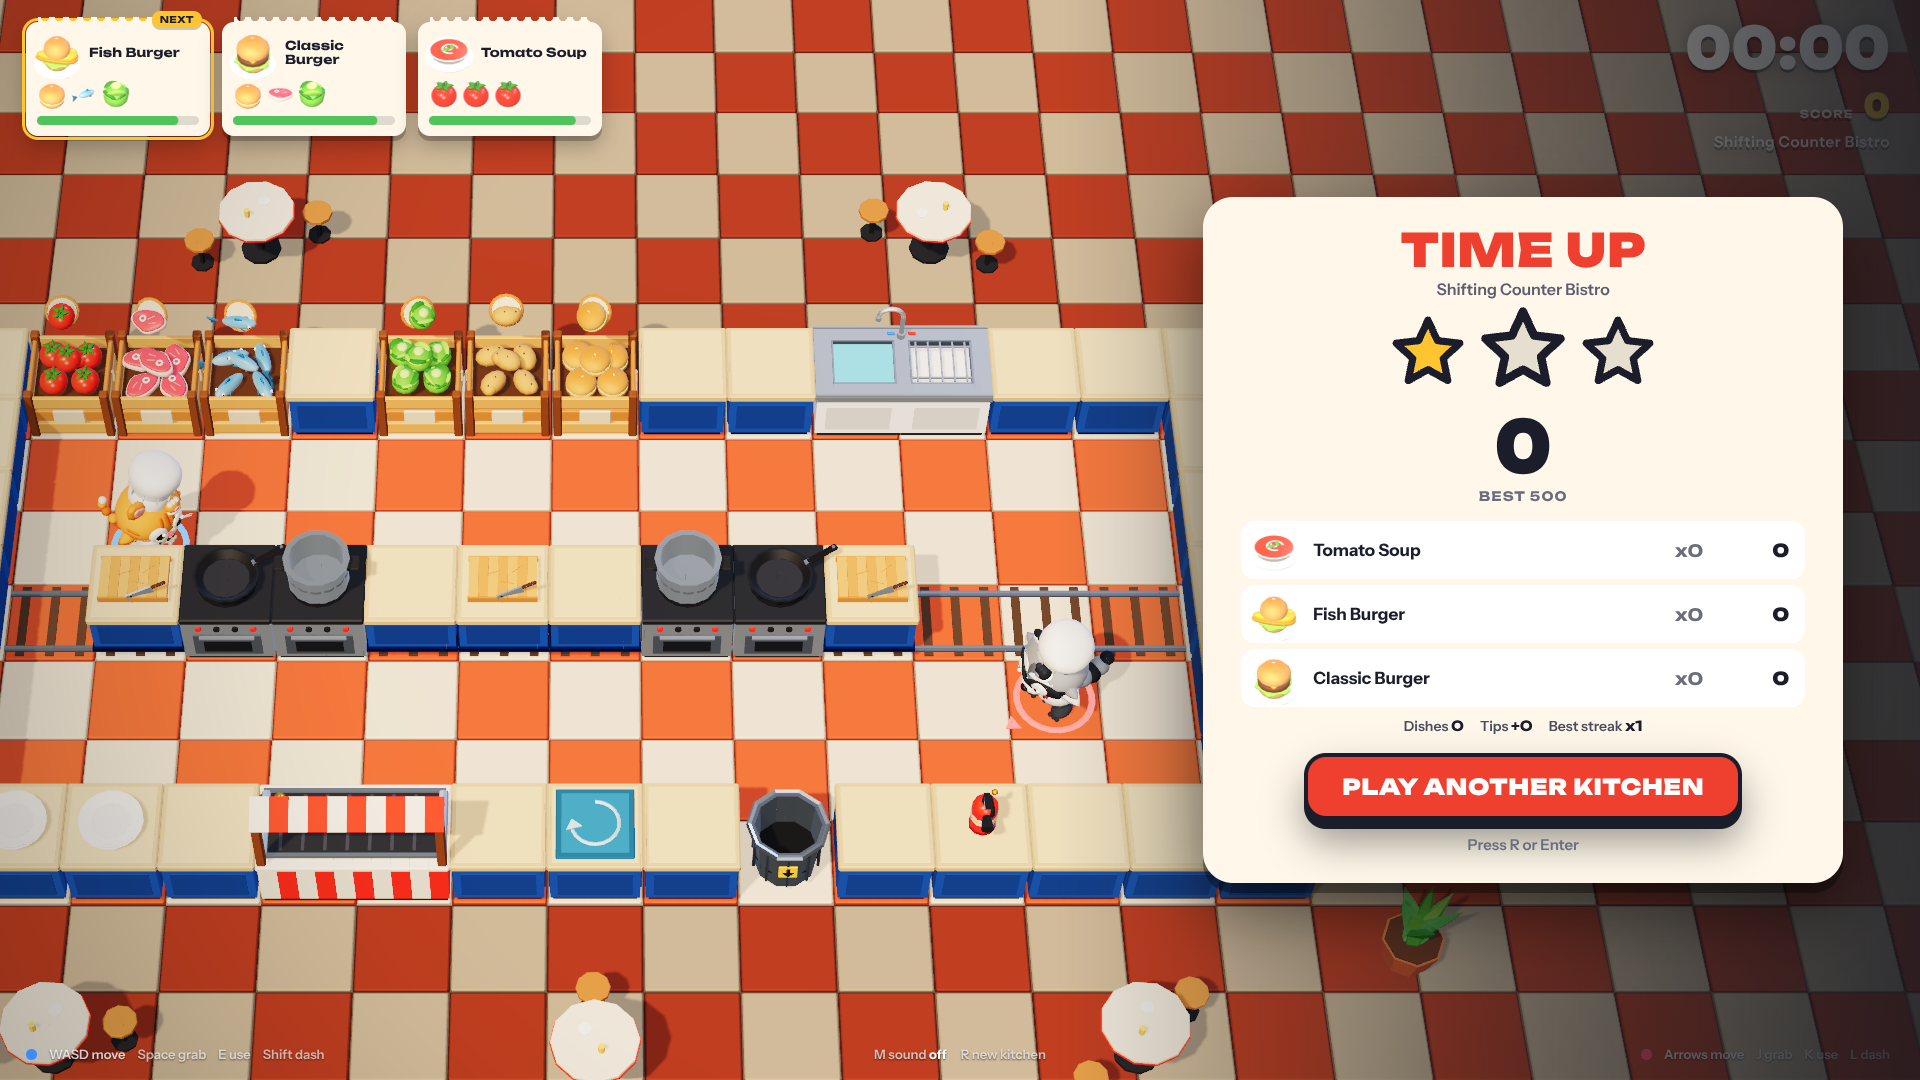 NEXT
Fish Burger
Classic
Burger
Tomato Soup
00:00
SCORE 0
Shifting Counter Bistro
TIME UP
Shifting Counter Bistro
0
BEST 500
Tomato Soup x0 0
Fish Burger x0 0
Classic Burger x0 0
Dishes 0 Tips +0 Best streak x1
PLAY ANOTHER KITCHEN
Press R or Enter
WASD move Space grab E use Shift dash
M sound off R new kitchen
Arrows move J grab K use L dash